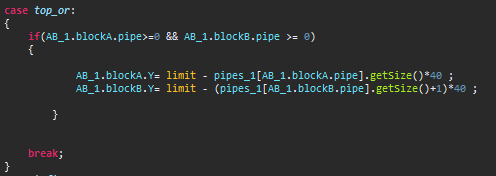 case top_or:
{
if(AB_1.blockA.pipe>=0 && AB_1.blockB.pipe >= 0)
{
AB_1.blockA.Y= limit - pipes_1[AB_1.blockA.pipe].getSize()*40 ;
AB_1.blockB.Y= limit - (pipes_1[AB_1.blockB.pipe].getSize()+1)*40 ;
}
break;
}